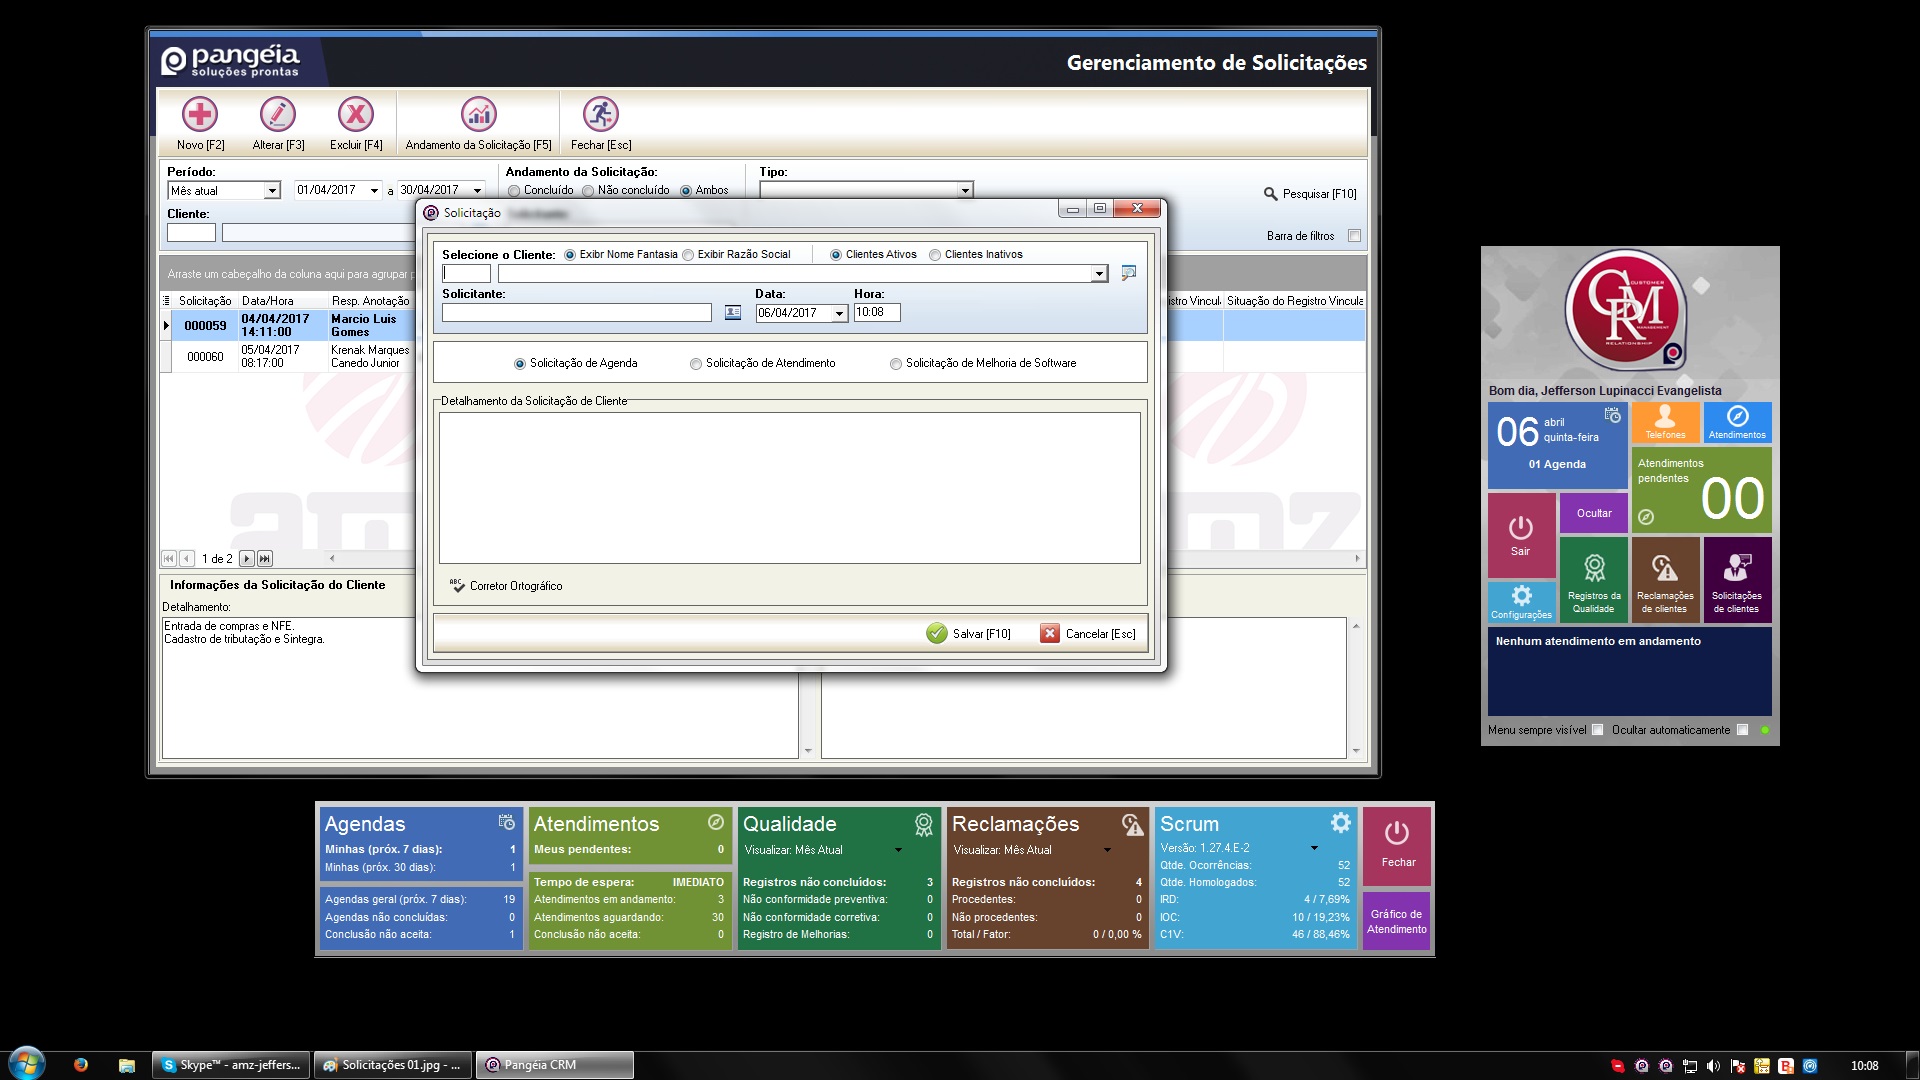 pangéia
soluções prontas
Gerenciamento de Solicitações
Novo [F2]
Alterar [F3]
Excluir [F4]
Andamento da Solicitação [F5]
Fechar [Esc]
Período:
Mês atual
01/04/2017 a 30/04/2017
Andamento da Solicitação:
Concluído Não concluído Ambos
Tipo:
Pesquisar [F10]
Cliente:
Barra de filtros
Arraste um cabeçalho da coluna aqui para agrupar
Solicitação Data/Hora Resp. Anotação
Situação do Registro Vincula
000059 04/04/2017 14:11:00 Marcio Luis Gomes
000060 05/04/2017 08:17:00 Krenak Marques Canedo Junior
1 de 2
Informações da Solicitação do Cliente
Detalhamento:
Entrada de compras e NFE.
Cadastro de tributação e Sintegra.
Solicitação
Selecione o Cliente: Exibr Nome Fantasia Exibir Razão Social Clientes Ativos Clientes Inativos
Solicitante: Data: Hora:
06/04/2017 10:08
Solicitação de Agenda Solicitação de Atendimento Solicitação de Melhoria de Software
Detalhamento da Solicitação de Cliente
ABC Corretor Ortográfico
Salvar [F10] Cancelar [Esc]
CUSTOMER
CRM
MANAGEMENT
RELATIONSHIP
Bom dia, Jefferson Lupinacci Evangelista
06 abril
quinta-feira
01 Agenda
Telefones
Atendimentos
Atendimentos
pendentes
00
Sair
Ocultar
Configurações
Registros da
Qualidade
Reclamações
de clientes
Solicitações
de clientes
Nenhum atendimento em andamento
Menu sempre visível Ocultar automaticamente
Agendas
Minhas (próx. 7 dias): 1
Minhas (próx. 30 dias): 1
Agendas geral (próx. 7 dias): 19
Agendas não concluídas: 0
Conclusão não aceita: 1
Atendimentos
Meus pendentes: 0
Tempo de espera: IMEDIATO
Atendimentos em andamento: 3
Atendimentos aguardando: 30
Conclusão não aceita: 0
Qualidade
Visualizar: Mês Atual
Registros não concluídos: 3
Não conformidade preventiva: 0
Não conformidade corretiva: 0
Registro de Melhorias: 0
Reclamações
Visualizar: Mês Atual
Registros não concluídos: 4
Procedentes: 0
Não procedentes: 0
Total / Fator: 0 / 0,00 %
Scrum
Versão: 1.27.4.E-2
Qtde. Ocorrências: 52
Qtde. Homologados: 52
IRD: 4 / 7,69%
IOC: 10 / 19,23%
C1V: 46 / 88,46%
Fechar
Gráfico de
Atendimento
Skype™ - amz-jeffers...
Solicitações 01.jpg - ...
Pangéia CRM
10:08